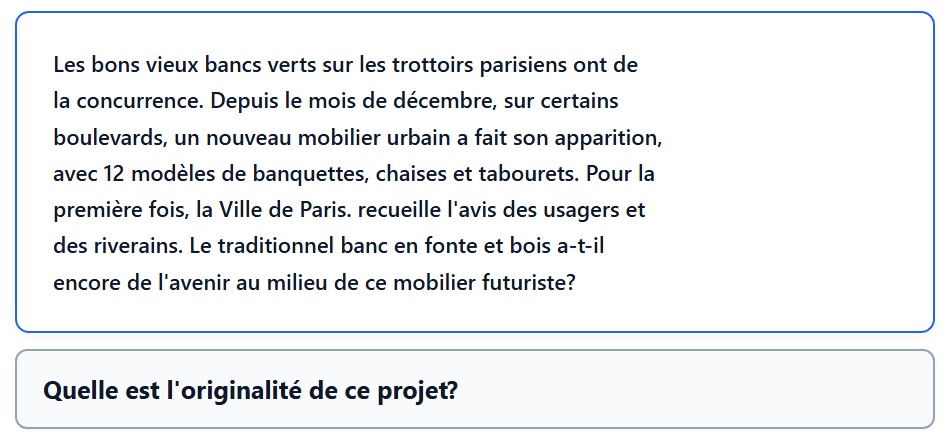 Les bons vieux bancs verts sur les trottoirs parisiens ont de
la concurrence. Depuis le mois de décembre, sur certains
boulevards, un nouveau mobilier urbain a fait son apparition,
avec 12 modèles de banquettes, chaises et tabourets. Pour la
première fois, la Ville de Paris. recueille l'avis des usagers et
des riverains. Le traditionnel banc en fonte et bois a-t-il
encore de l'avenir au milieu de ce mobilier futuriste?
Quelle est l'originalité de ce projet?